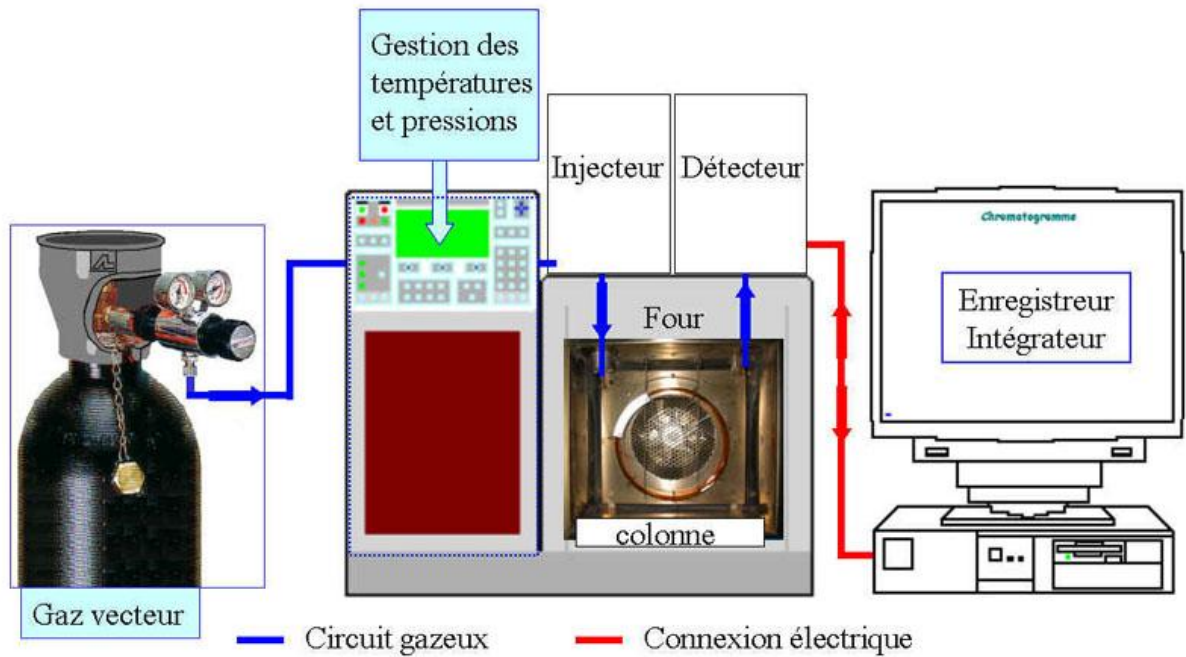 Gestion des
températures
et pressions
Injecteur
Détecteur
Chromatogramme
Enregistreur
Intégrateur
Four
colonne
Gaz vecteur
Circuit gazeux
Connexion électrique